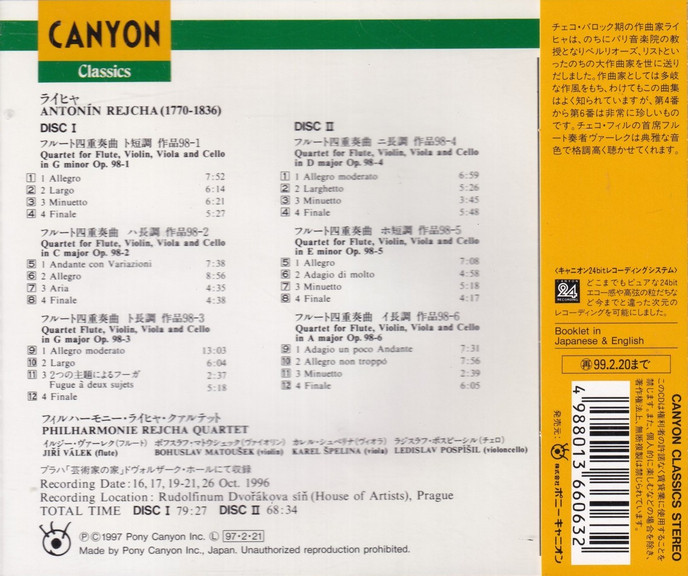 CANYON
Classics
ライヒャ
ANTONÍN REJCHA (1770-1836)
DISC I
フルート四重奏曲 ト短調 作品98-1
Quartet for Flute, Violin, Viola and Cello
in G minor Op. 98-1
1 1 Allegro 7:52
2 2 Largo 6:14
3 3 Minuetto 6:21
4 4 Finale 5:27
フルート四重奏曲 ハ長調 作品98-2
Quartet for Flute, Violin, Viola and Cello
in C major Op. 98-2
5 1 Andante con Variazioni 7:38
6 2 Allegro 8:56
7 3 Aria 4:35
8 4 Finale 4:38
フルート四重奏曲 ト長調 作品98-3
Quartet Flute, Violin, Viola and Cello
in G major Op. 98-3
9 1 Allegro moderato 13:03
10 2 Largo 6:04
11 3 2つの主題によるフーガ 2:37
Fugue â deux sujets
12 4 Finale 5:18
DISC II
フルート四重奏曲 ニ長調 作品98-4
Quartet for Flute, Violin, Viola and Cello
in D major Op. 98-4
1 1 Allegro moderato 6:59
2 2 Larghetto 5:26
3 3 Minuetto 3:45
4 4 Finale 5:48
フルート四重奏曲 ホ短調 作品98-5
Quartet for Flute, Violin, Viola and Cello
in E minor Op. 98-5
5 1 Allegro 7:08
6 2 Adagio di molto 4:58
7 3 Minuetto 5:18
8 4 Finale 4:17
フルート四重奏曲 イ長調 作品98-6
Quartet Flute, Violin, Viola and Cello
in A major Op. 98-6
9 1 Adagio un poco Andante 7:31
10 2 Allegro non troppó 7:56
11 3 Minuetto 2:39
12 4 Finale 6:05
フィルハーモニー・ライヒャ・クァルテット
PHILHARMONIE REJCHA QUARTET
イルジー・ヴァーレク(フルート) ボフスラフ・マトウシェック(ヴァイオリン) カレル・シュペリナ(ヴィオラ) ラジスラフ・ポスピーシル(チェロ)
JIŘÍ VÁLEK (flute) BOHUSLAV MATOUŠEK (violin) KAREL ŠPELINA (viola) LEDISLAV POSPÍŠIL (violoncello)
プラハ「芸術家の家」ドヴォルザーク・ホールにて収録
Recording Date: 16, 17, 19-21, 26 Oct. 1996
Recording Location: Rudolfinum Dvořákova síň (House of Artists), Prague
TOTAL TIME DISC I 79:27 DISC II 68:34
Ⓟ©1997 Pony Canyon Inc. Ⓛ 97・2・21
Made by Pony Canyon Inc., Japan. Unauthorized reproduction prohibited.
チェコ・バロック期の作曲家ライ
ヒャは、のちにパリ音楽院の教
授となりベルリオーズ、リストとい
ったのちの大作曲家を世に送り
だしました。作曲家としては多岐
な作風をもち、わけてもこの曲集
はよく知られていますが、第4番
から第6番は非常に珍しいもの
です。チェコ・フィルの首席フル
ート奏者ヴァーレクは典雅な音
色で格調高く聴かせてくれます。
〈キャニオン24bitレコーディングシステム〉
24
どこまでもピュアな24bit
エコー感や高弦の粒だちな
ど今までと違った次元の
レコーディングを可能にしました。
Booklet in
Japanese & English
再 99.2.20まで
4988013660632
CANYON CLASSICS STEREO
このCDは権利者の許諾なく賃貸業に使用することを
禁じます。また、個人的に楽しむなどの場合を除き、
著作権法上、無断複製は禁じられています。
発売元:
株式会社 ポニーキャニオン